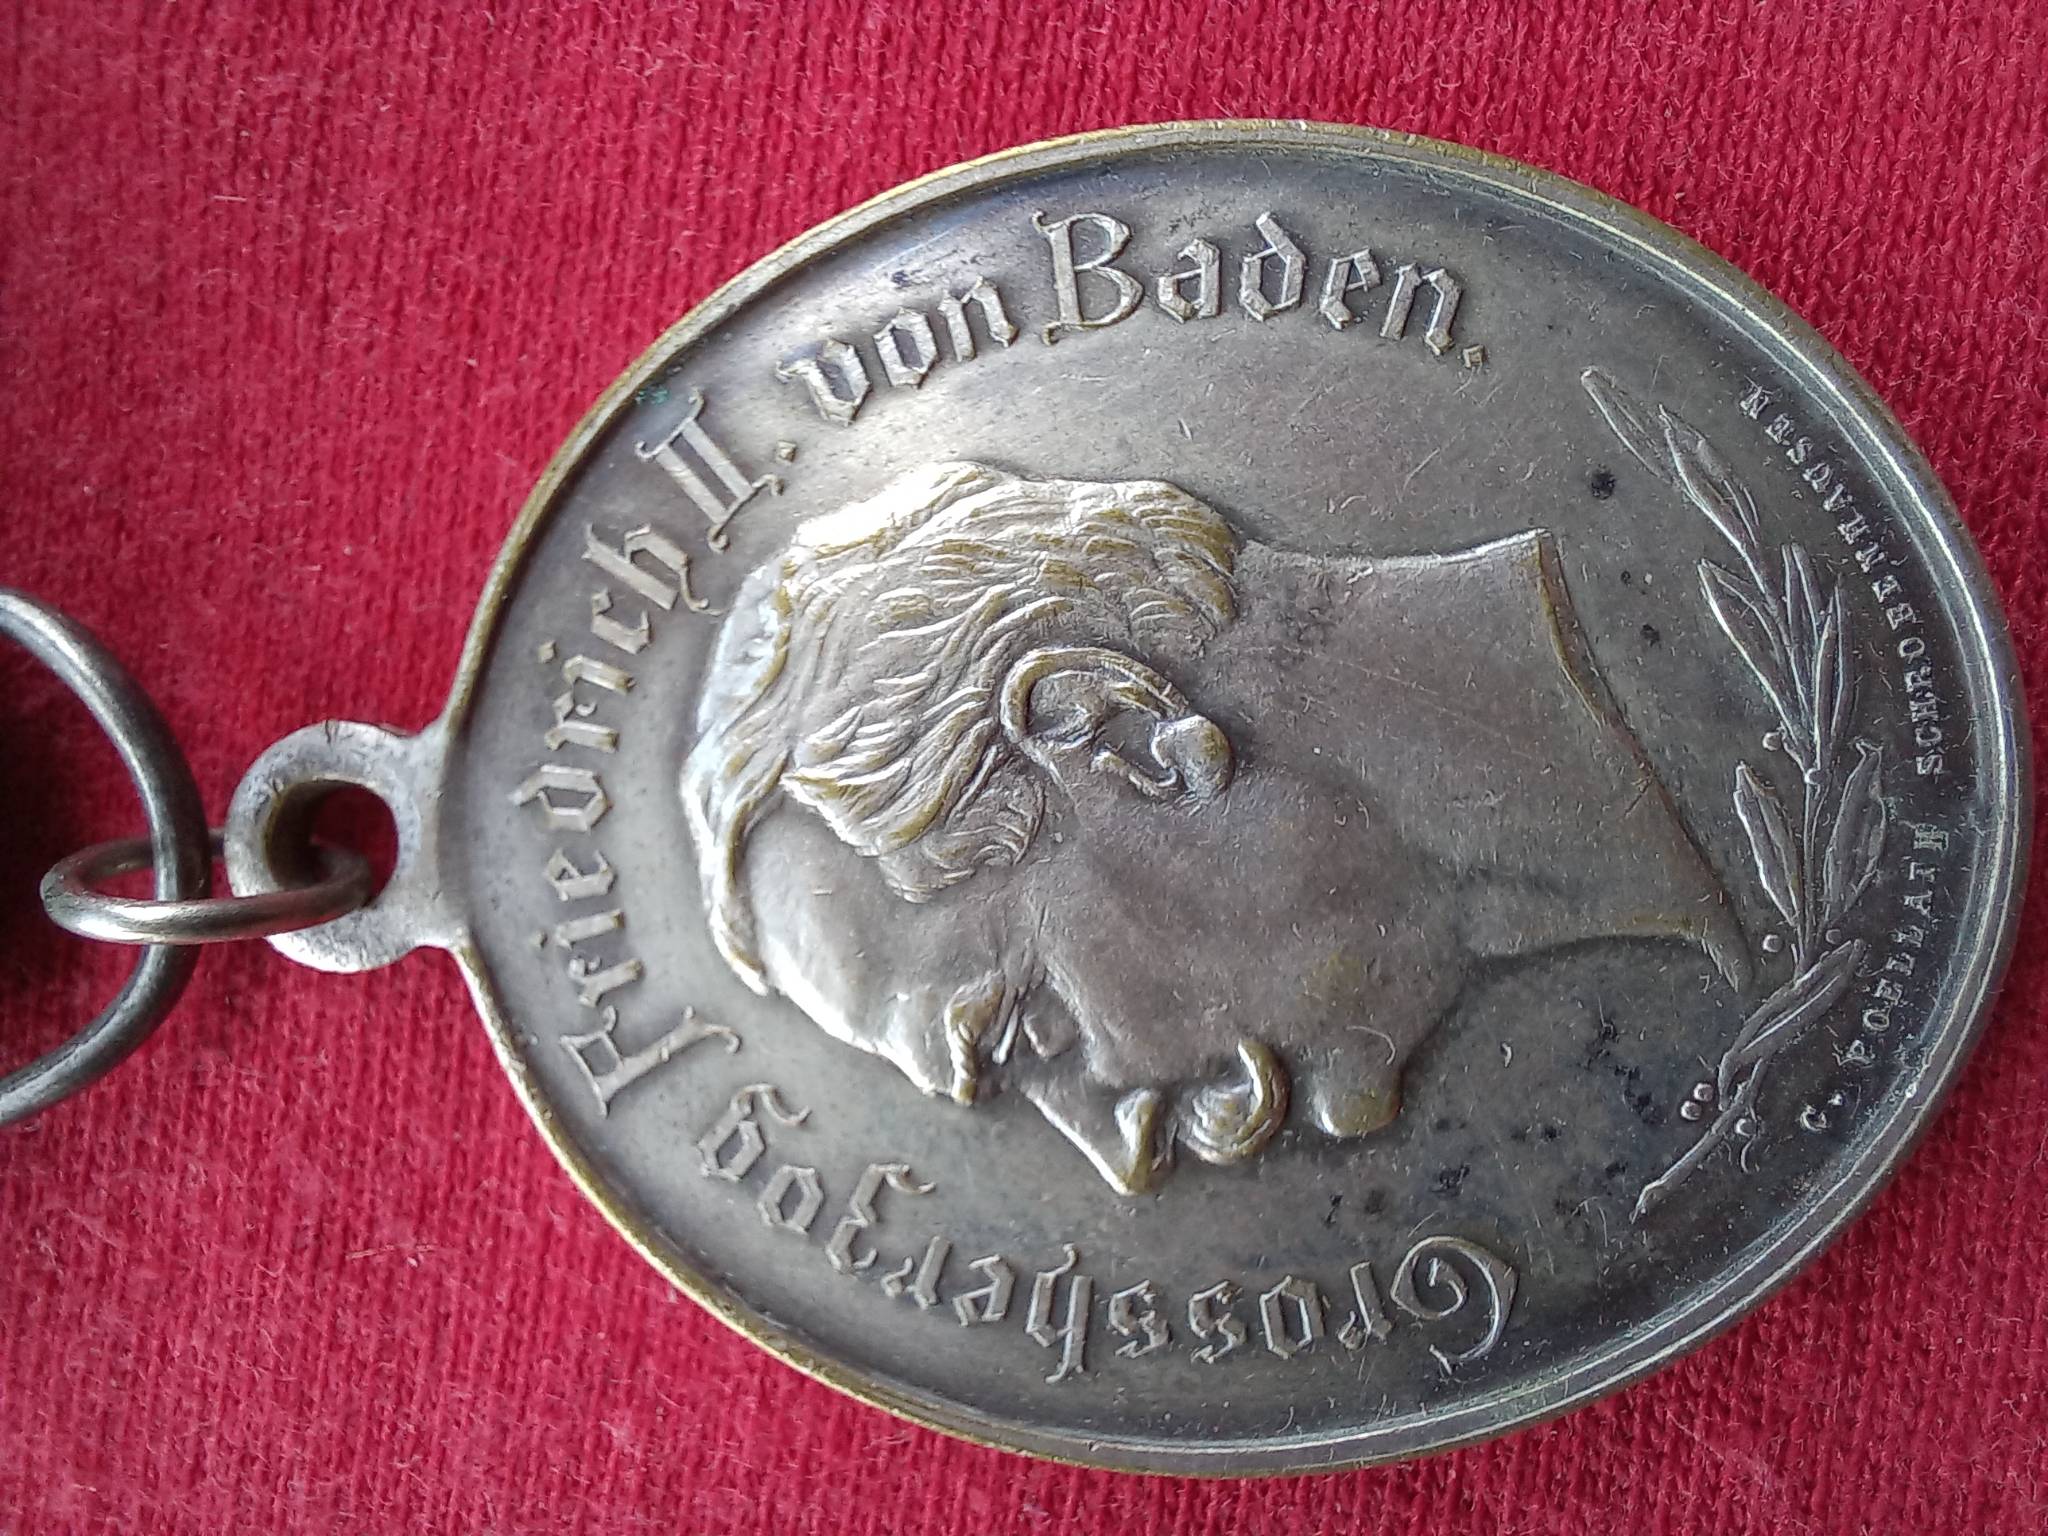 Grossherzog Friedrich II. von Baden.
C. POELLATH SCHROBENHAUSEN